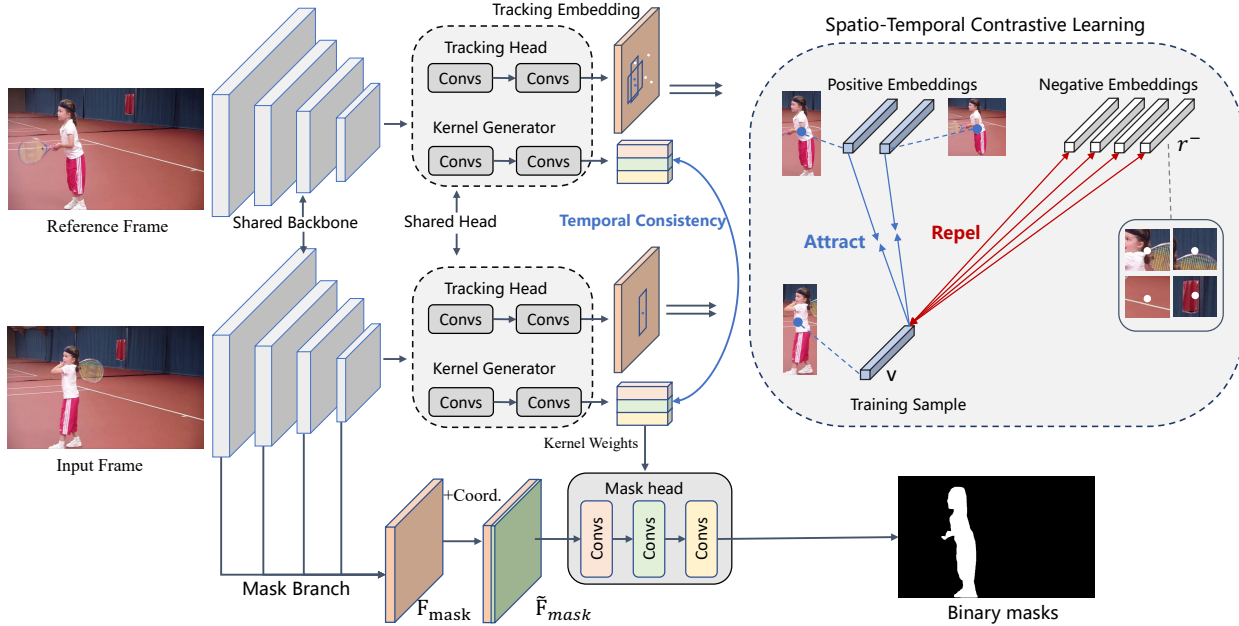 Tracking Embedding
Spatio-Temporal Contrastive Learning
Tracking Head
Convs
Convs
Kernel Generator
Convs
Convs
Positive Embeddings
Negative Embeddings
r⁻
Reference Frame
Shared Backbone
Shared Head
Temporal Consistency
Attract
Repel
Tracking Head
Convs
Convs
Kernel Generator
Convs
Convs
v
Training Sample
Input Frame
Kernel Weights
+Coord.
Mask head
Convs
Convs
Convs
Mask Branch
F_mask
F̃_mask
Binary masks